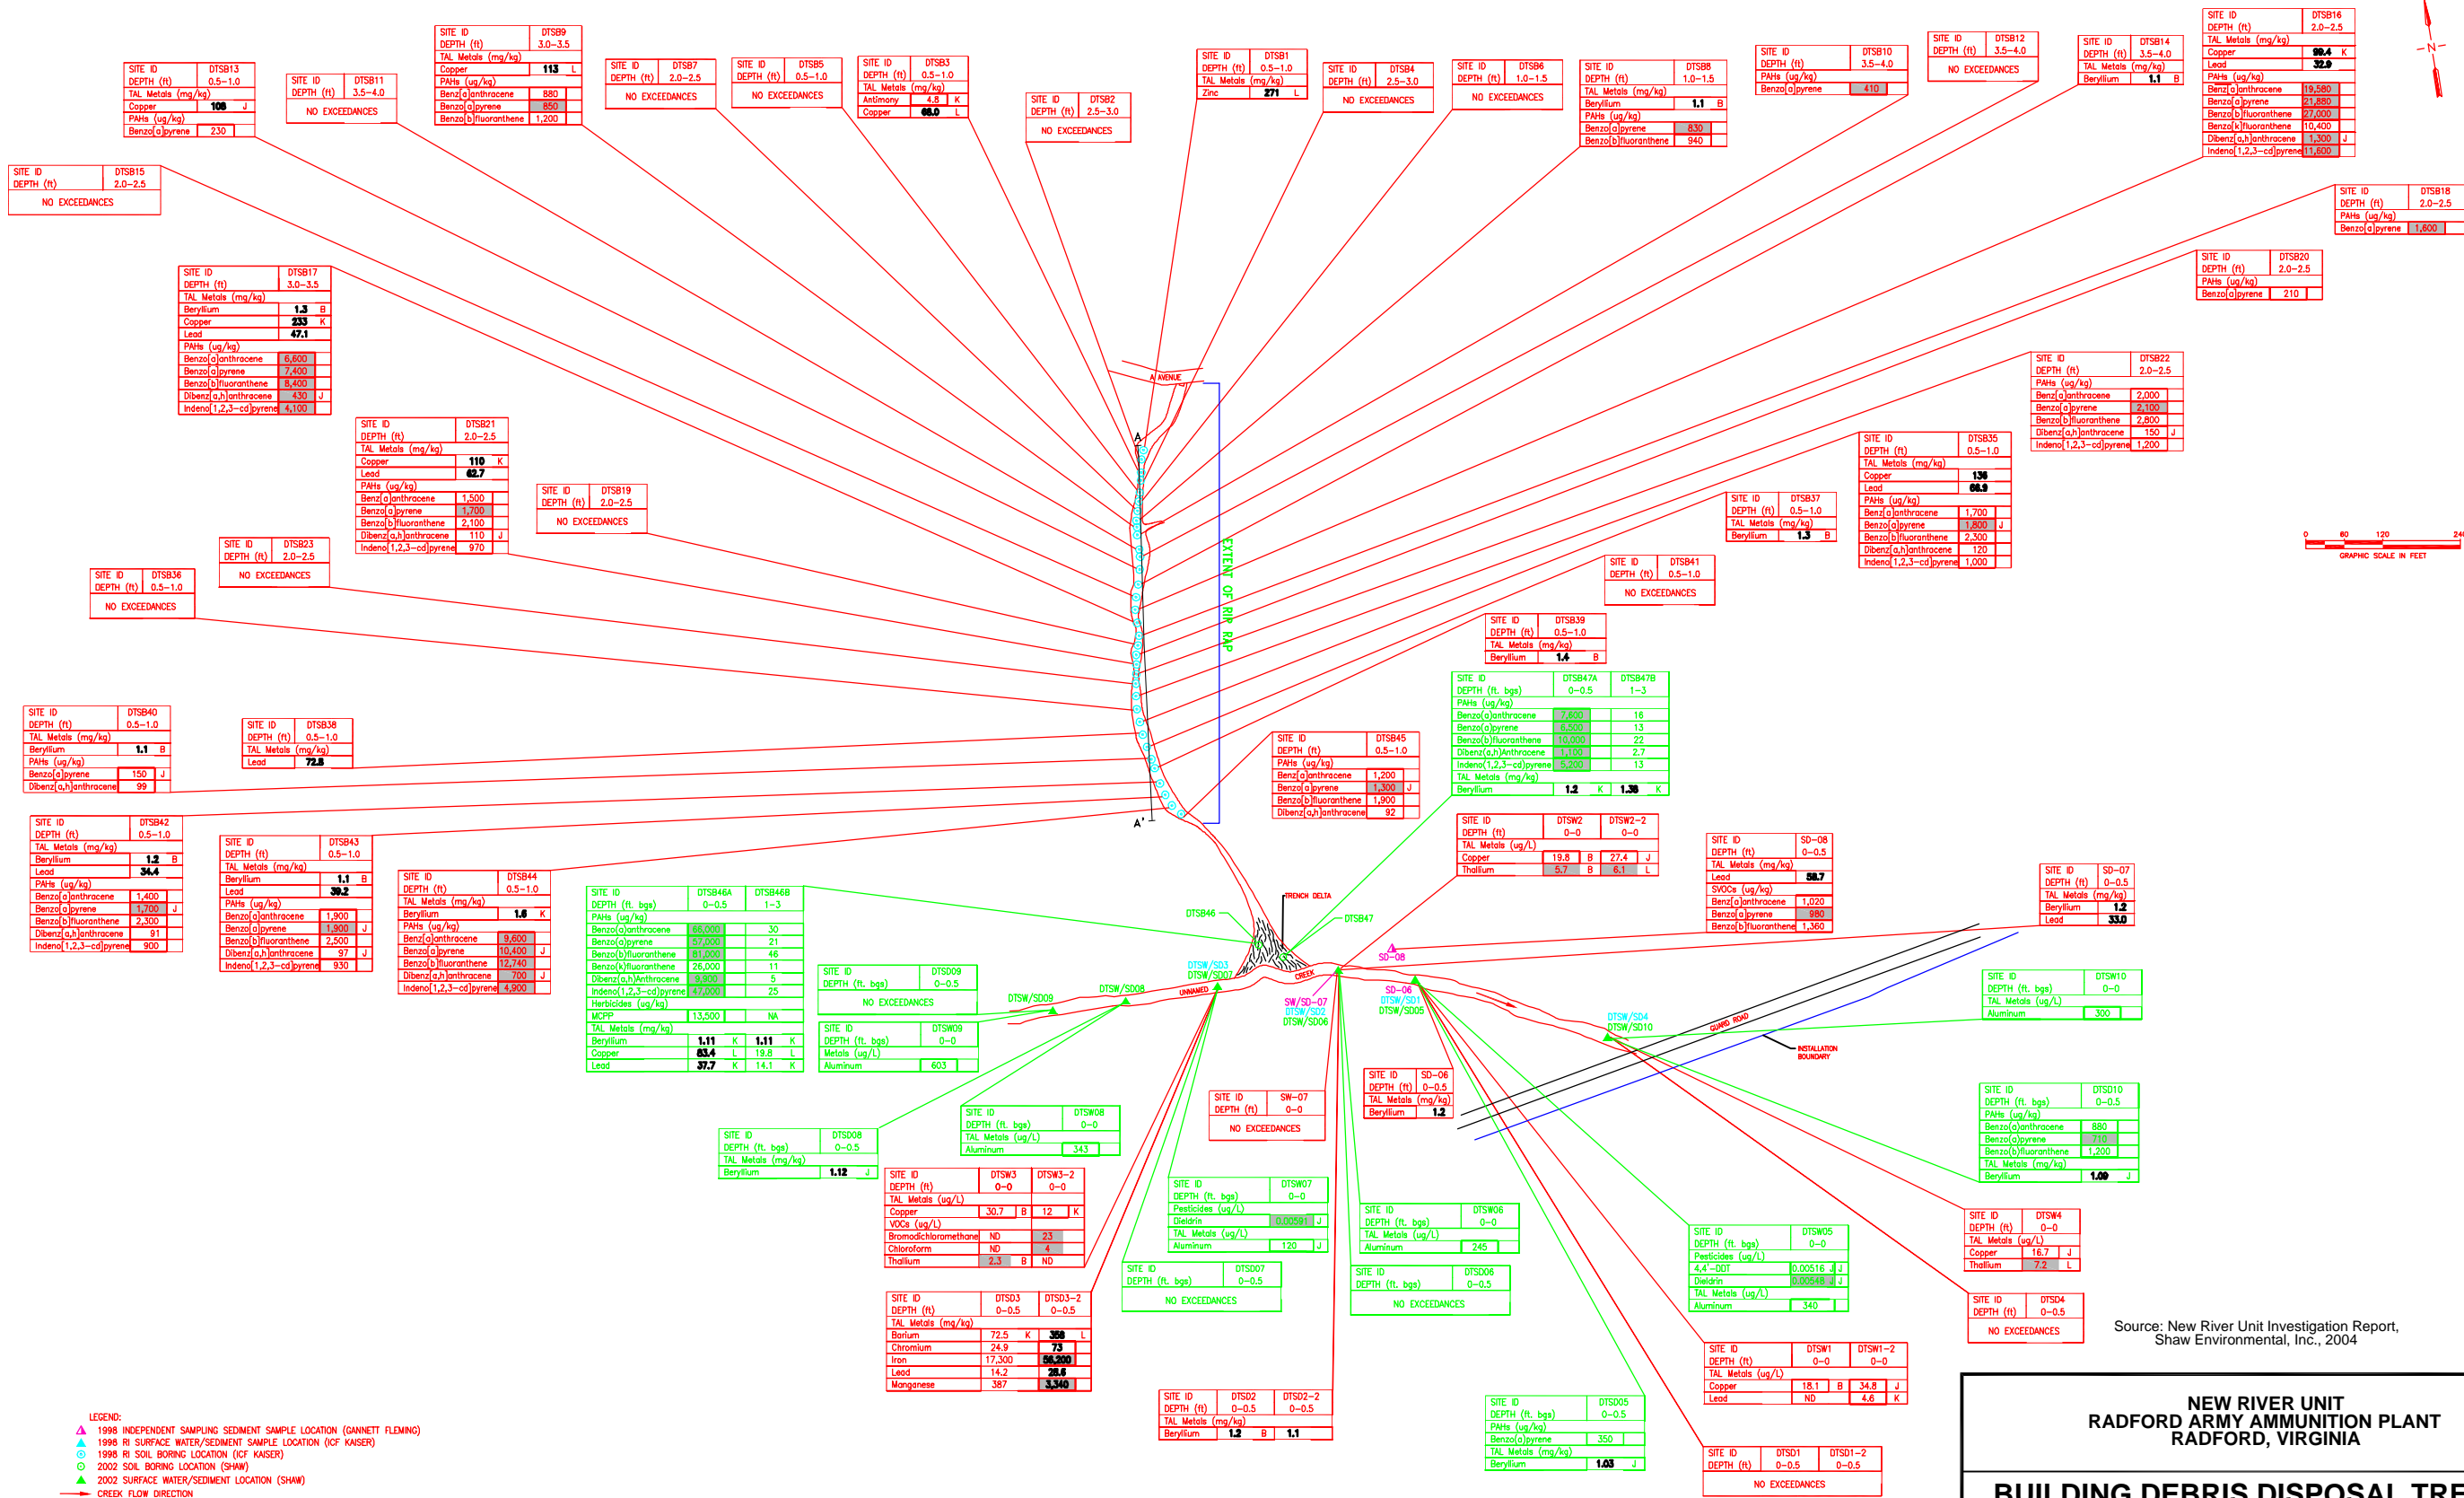 SITE ID DTSB13
DEPTH (ft) 0.5-1.0
TAL Metals (mg/kg)
Copper 108 J
PAHs (ug/kg)
Benzo[a]pyrene 230
SITE ID DTSB11
DEPTH (ft) 3.5-4.0
NO EXCEEDANCES
SITE ID DTSB9
DEPTH (ft) 3.0-3.5
TAL Metals (mg/kg)
Copper 113 L
PAHs (ug/kg)
Benz[a]anthracene 880
Benzo[a]pyrene 850
Benzo[b]fluoranthene 1,200
SITE ID DTSB7
DEPTH (ft) 2.0-2.5
NO EXCEEDANCES
SITE ID DTSB5
DEPTH (ft) 0.5-1.0
NO EXCEEDANCES
SITE ID DTSB3
DEPTH (ft) 0.5-1.0
TAL Metals (mg/kg)
Antimony 4.8 K
Copper 68.0 L
SITE ID DTSB2
DEPTH (ft) 2.5-3.0
NO EXCEEDANCES
SITE ID DTSB1
DEPTH (ft) 0.5-1.0
TAL Metals (mg/kg)
Zinc 271 L
SITE ID DTSB4
DEPTH (ft) 2.5-3.0
NO EXCEEDANCES
SITE ID DTSB6
DEPTH (ft) 1.0-1.5
NO EXCEEDANCES
SITE ID DTSB8
DEPTH (ft) 1.0-1.5
TAL Metals (mg/kg)
Beryllium 1.1 B
PAHs (ug/kg)
Benzo[a]pyrene 830
Benzo[b]fluoranthene 940
SITE ID DTSB10
DEPTH (ft) 3.5-4.0
PAHs (ug/kg)
Benzo[a]pyrene 410
SITE ID DTSB12
DEPTH (ft) 3.5-4.0
NO EXCEEDANCES
SITE ID DTSB14
DEPTH (ft) 3.5-4.0
TAL Metals (mg/kg)
Beryllium 1.1 B
SITE ID DTSB16
DEPTH (ft) 2.0-2.5
TAL Metals (mg/kg)
Copper 99.4 K
Lead 32.9
PAHs (ug/kg)
Benz[a]anthracene 19,580
Benzo[a]pyrene 21,880
Benzo[b]fluoranthene 27,000
Benzo[k]fluoranthene 10,400
Dibenz[a,h]anthracene 1,300 J
Indeno[1,2,3-cd]pyrene 11,600
N
SITE ID DTSB15
DEPTH (ft) 2.0-2.5
NO EXCEEDANCES
SITE ID DTSB18
DEPTH (ft) 2.0-2.5
PAHs (ug/kg)
Benzo[a]pyrene 1,600
SITE ID DTSB20
DEPTH (ft) 2.0-2.5
PAHs (ug/kg)
Benzo[a]pyrene 210
SITE ID DTSB17
DEPTH (ft) 3.0-3.5
TAL Metals (mg/kg)
Beryllium 1.3 B
Copper 233 K
Lead 47.1
PAHs (ug/kg)
Benzo[a]anthracene 6,600
Benzo[a]pyrene 7,400
Benzo[b]fluoranthene 8,400
Dibenz[a,h]anthracene 430 J
Indeno[1,2,3-cd]pyrene 4,100
A AVENUE
A
EXTENT OF RIP RAP
A'
SITE ID DTSB22
DEPTH (ft) 2.0-2.5
PAHs (ug/kg)
Benz[a]anthracene 2,000
Benzo[a]pyrene 2,100
Benzo[b]fluoranthene 2,800
Dibenz[a,h]anthracene 150 J
Indeno[1,2,3-cd]pyrene 1,200
SITE ID DTSB21
DEPTH (ft) 2.0-2.5
TAL Metals (mg/kg)
Copper 110 K
Lead 62.7
PAHs (ug/kg)
Benz[a]anthracene 1,500
Benzo[a]pyrene 1,700
Benzo[b]fluoranthene 2,100
Dibenz[a,h]anthracene 110 J
Indeno[1,2,3-cd]pyrene 970
SITE ID DTSB19
DEPTH (ft) 2.0-2.5
NO EXCEEDANCES
SITE ID DTSB35
DEPTH (ft) 0.5-1.0
TAL Metals (mg/kg)
Copper 136
Lead 68.9
PAHs (ug/kg)
Benz[a]anthracene 1,700
Benzo[a]pyrene 1,800 J
Benzo[b]fluoranthene 2,300
Dibenz[a,h]anthracene 120
Indeno[1,2,3-cd]pyrene 1,000
SITE ID DTSB37
DEPTH (ft) 0.5-1.0
TAL Metals (mg/kg)
Beryllium 1.3 B
0 60 120 240
GRAPHIC SCALE IN FEET
SITE ID DTSB23
DEPTH (ft) 2.0-2.5
NO EXCEEDANCES
SITE ID DTSB36
DEPTH (ft) 0.5-1.0
NO EXCEEDANCES
SITE ID DTSB41
DEPTH (ft) 0.5-1.0
NO EXCEEDANCES
SITE ID DTSB39
DEPTH (ft) 0.5-1.0
TAL Metals (mg/kg)
Beryllium 1.4 B
SITE ID DTSB47A DTSB47B
DEPTH (ft. bgs) 0-0.5 1-3
PAHs (ug/kg)
Benzo(a)anthracene 7,600 16
Benzo(a)pyrene 6,500 13
Benzo(b)fluoranthene 10,000 22
Dibenz(a,h)Anthracene 1,100 2.7
Indeno(1,2,3-cd)pyrene 5,200 13
TAL Metals (mg/kg)
Beryllium 1.2 K 1.36 K
SITE ID DTSB40
DEPTH (ft) 0.5-1.0
TAL Metals (mg/kg)
Beryllium 1.1 B
PAHs (ug/kg)
Benzo[a]pyrene 150 J
Dibenz[a,h]anthracene 99
SITE ID DTSB38
DEPTH (ft) 0.5-1.0
TAL Metals (mg/kg)
Lead 72.8
SITE ID DTSB45
DEPTH (ft) 0.5-1.0
PAHs (ug/kg)
Benz[a]anthracene 1,200
Benzo[a]pyrene 1,300 J
Benzo[b]fluoranthene 1,900
Dibenz[a,h]anthracene 92
SITE ID DTSB42
DEPTH (ft) 0.5-1.0
TAL Metals (mg/kg)
Beryllium 1.2 B
Lead 34.4
PAHs (ug/kg)
Benz[a]anthracene 1,400
Benzo[a]pyrene 1,700 J
Benzo[b]fluoranthene 2,300
Dibenz[a,h]anthracene 91
Indeno[1,2,3-cd]pyrene 900
SITE ID DTSB43
DEPTH (ft) 0.5-1.0
TAL Metals (mg/kg)
Beryllium 1.1 B
Lead 39.2
PAHs (ug/kg)
Benzo[a]anthracene 1,900
Benzo[a]pyrene 1,900 J
Benzo[b]fluoranthene 2,500
Dibenz[a,h]anthracene 97 J
Indeno[1,2,3-cd]pyrene 930
SITE ID DTSB44
DEPTH (ft) 0.5-1.0
TAL Metals (mg/kg)
Beryllium 1.6 K
PAHs (ug/kg)
Benz[a]anthracene 9,600
Benzo[a]pyrene 10,400 J
Benzo[b]fluoranthene 12,740
Dibenz[a,h]anthracene 700 J
Indeno[1,2,3-cd]pyrene 4,900
SITE ID DTSB46A DTSB46B
DEPTH (ft. bgs) 0-0.5 1-3
PAHs (ug/kg)
Benzo(a)anthracene 66,000 30
Benzo(a)pyrene 57,000 21
Benzo(b)fluoranthene 81,000 46
Benzo(k)fluoranthene 26,000 11
Dibenz(a,h)Anthracene 9,900 5
Indeno(1,2,3-cd)pyrene 47,000 25
Herbicides (ug/kg)
MCPP 13,500 NA
TAL Metals (mg/kg)
Beryllium 1.11 K 1.11 K
Copper 83.4 L 19.8 L
Lead 37.7 K 14.1 K
SITE ID DTSW2 DTSW2-2
DEPTH (ft) 0-0 0-0
TAL Metals (ug/L)
Copper 19.8 B 27.4 J
Thallium 5.7 B 6.1 L
SITE ID SD-08
DEPTH (ft) 0-0.5
TAL Metals (mg/kg)
Lead 58.7
SVOCs (ug/kg)
Benz[a]anthracene 1,020
Benzo[a]pyrene 980
Benzo[b]fluoranthene 1,360
SITE ID SD-07
DEPTH (ft) 0-0.5
TAL Metals (mg/kg)
Beryllium 1.2
Lead 33.0
TRENCH DELTA
DTSB46
DTSB47
SD-08
DTSW/SD3
DTSW/SD07
CREEK
UNNAMED
DTSW/SD08
DTSW/SD09
SW/SD-07
DTSW/SD2
DTSW/SD06
SD-06
DTSW/SD1
DTSW/SD05
DTSW/SD4
DTSW/SD10
GUARD ROAD
INSTALLATION
BOUNDARY
SITE ID DTSD09
DEPTH (ft. bgs) 0-0.5
NO EXCEEDANCES
SITE ID DTSW09
DEPTH (ft. bgs) 0-0
Metals (ug/L)
Aluminum 603
SITE ID DTSW10
DEPTH (ft. bgs) 0-0
TAL Metals (ug/L)
Aluminum 300
SITE ID SD-06
DEPTH (ft) 0-0.5
TAL Metals (mg/kg)
Beryllium 1.2
SITE ID SW-07
DEPTH (ft) 0-0
NO EXCEEDANCES
SITE ID DTSD10
DEPTH (ft. bgs) 0-0.5
PAHs (ug/kg)
Benzo(a)anthracene 880
Benzo(a)pyrene 710
Benzo(b)fluoranthene 1,200
TAL Metals (mg/kg)
Beryllium 1.09 J
SITE ID DTSW08
DEPTH (ft. bgs) 0-0
TAL Metals (ug/L)
Aluminum 343
SITE ID DTSD08
DEPTH (ft. bgs) 0-0.5
TAL Metals (mg/kg)
Beryllium 1.12 J
SITE ID DTSW3 DTSW3-2
DEPTH (ft) 0-0 0-0
TAL Metals (ug/L)
Copper 30.7 B 12 K
VOCs (ug/L)
Bromodichloromethane ND 23
Chloroform ND 4
Thallium 2.3 B ND
SITE ID DTSW07
DEPTH (ft. bgs) 0-0
Pesticides (ug/L)
Dieldrin 0.00591 J
TAL Metals (ug/L)
Aluminum 120 J
SITE ID DTSW06
DEPTH (ft. bgs) 0-0
TAL Metals (ug/L)
Aluminum 245
SITE ID DTSW05
DEPTH (ft. bgs) 0-0
Pesticides (ug/L)
4,4'-DDT 0.00516 J J
Dieldrin 0.00548 J J
TAL Metals (ug/L)
Aluminum 340
SITE ID DTSW4
DEPTH (ft) 0-0
TAL Metals (ug/L)
Copper 16.7 J
Thallium 7.2 L
SITE ID DTSD07
DEPTH (ft. bgs) 0-0.5
NO EXCEEDANCES
SITE ID DTSD06
DEPTH (ft. bgs) 0-0.5
NO EXCEEDANCES
SITE ID DTSD3 DTSD3-2
DEPTH (ft) 0-0.5 0-0.5
TAL Metals (mg/kg)
Barium 72.5 K 358 L
Chromium 24.9 73
Iron 17,300 56,200
Lead 14.2 26.6
Manganese 387 3,340
SITE ID DTSD4
DEPTH (ft) 0-0.5
NO EXCEEDANCES
Source: New River Unit Investigation Report,
Shaw Environmental, Inc., 2004
SITE ID DTSW1 DTSW1-2
DEPTH (ft) 0-0 0-0
TAL Metals (ug/L)
Copper 18.1 B 34.8 J
Lead ND 4.6 K
SITE ID DTSD2 DTSD2-2
DEPTH (ft) 0-0.5 0-0.5
TAL Metals (mg/kg)
Beryllium 1.2 B 1.1
SITE ID DTSD05
DEPTH (ft. bgs) 0-0.5
PAHs (ug/kg)
Benzo(a)pyrene 350
TAL Metals (mg/kg)
Beryllium 1.03 J
SITE ID DTSD1 DTSD1-2
DEPTH (ft) 0-0.5 0-0.5
NO EXCEEDANCES
LEGEND:
1998 INDEPENDENT SAMPLING SEDIMENT SAMPLE LOCATION (GANNETT FLEMING)
1998 RI SURFACE WATER/SEDIMENT SAMPLE LOCATION (ICF KAISER)
1998 RI SOIL BORING LOCATION (ICF KAISER)
2002 SOIL BORING LOCATION (SHAW)
2002 SURFACE WATER/SEDIMENT LOCATION (SHAW)
CREEK FLOW DIRECTION
NEW RIVER UNIT
RADFORD ARMY AMMUNITION PLANT
RADFORD, VIRGINIA
BUILDING DEBRIS DISPOSAL